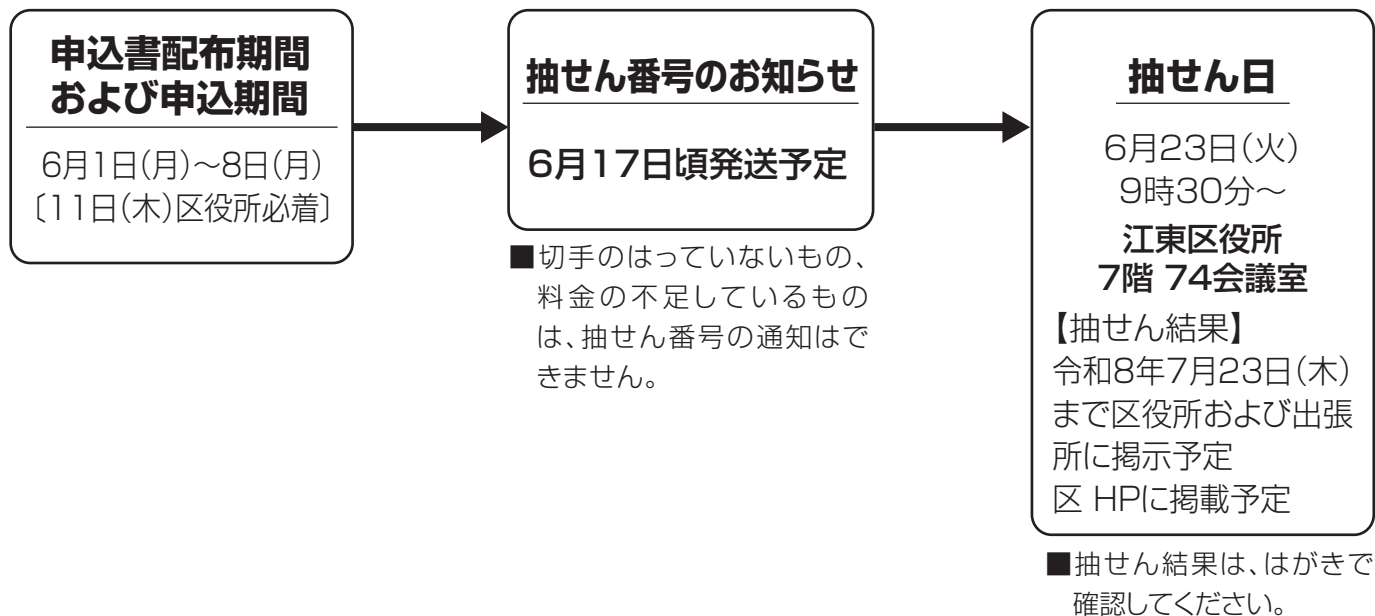 申込書配布期間
および申込期間
6月1日(月)～8日(月)
〔11日(木)区役所必着〕
抽せん番号のお知らせ
6月17日頃発送予定
■切手のはっていないもの、
料金の不足しているもの
は、抽せん番号の通知はで
きません。
抽せん日
6月23日(火)
9時30分～
江東区役所
7階 74会議室
【抽せん結果】
令和8年7月23日(木)
まで区役所および出張
所に掲示予定
区 HPに掲載予定
■抽せん結果は、はがきで
確認してください。